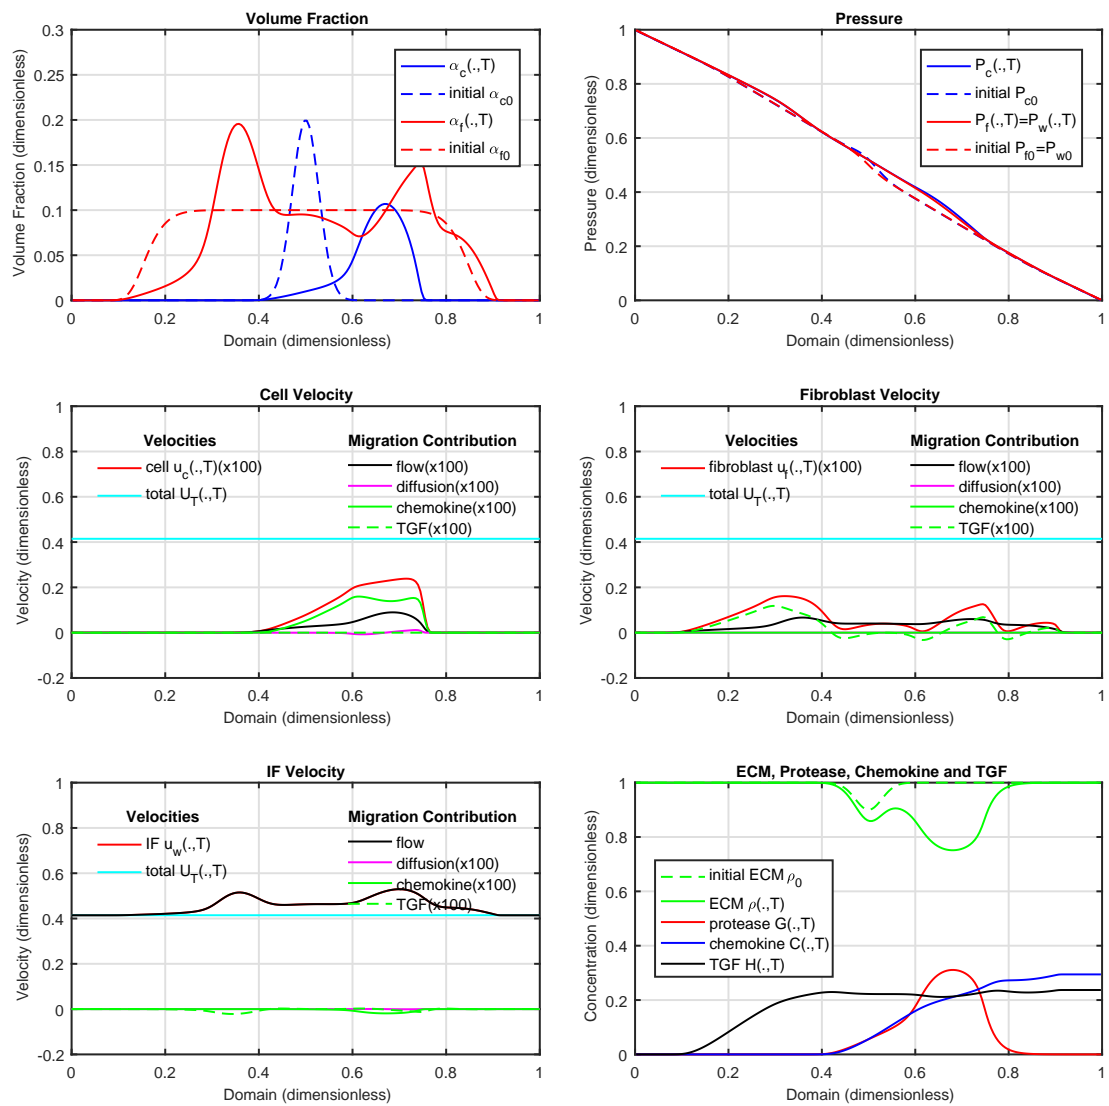 Volume Fraction
Volume Fraction (dimensionless)
0.3
0.25
0.2
0.15
0.1
0.05
0
α_c(.,T)
initial α_c0
α_f(.,T)
initial α_f0
0 0.2 0.4 0.6 0.8 1
Domain (dimensionless)
Pressure
Pressure (dimensionless)
1
0.8
0.6
0.4
0.2
0
P_c(.,T)
initial P_c0
P_f(.,T)=P_w(.,T)
initial P_f0=P_w0
0 0.2 0.4 0.6 0.8 1
Domain (dimensionless)
Cell Velocity
Velocity (dimensionless)
1
0.8
0.6
0.4
0.2
0
-0.2
Velocities
cell u_c(.,T)(x100)
total U_T(.,T)
Migration Contribution
flow(x100)
diffusion(x100)
chemokine(x100)
TGF(x100)
0 0.2 0.4 0.6 0.8 1
Domain (dimensionless)
Fibroblast Velocity
Velocity (dimensionless)
1
0.8
0.6
0.4
0.2
0
-0.2
Velocities
fibroblast u_f(.,T)(x100)
total U_T(.,T)
Migration Contribution
flow(x100)
diffusion(x100)
chemokine(x100)
TGF(x100)
0 0.2 0.4 0.6 0.8 1
Domain (dimensionless)
IF Velocity
Velocity (dimensionless)
1
0.8
0.6
0.4
0.2
0
-0.2
Velocities
IF u_w(.,T)
total U_T(.,T)
Migration Contribution
flow
diffusion(x100)
chemokine(x100)
TGF(x100)
0 0.2 0.4 0.6 0.8 1
Domain (dimensionless)
ECM, Protease, Chemokine and TGF
Concentration (dimensionless)
1
0.8
0.6
0.4
0.2
0
initial ECM ρ_0
ECM ρ(.,T)
protease G(.,T)
chemokine C(.,T)
TGF H(.,T)
0 0.2 0.4 0.6 0.8 1
Domain (dimensionless)